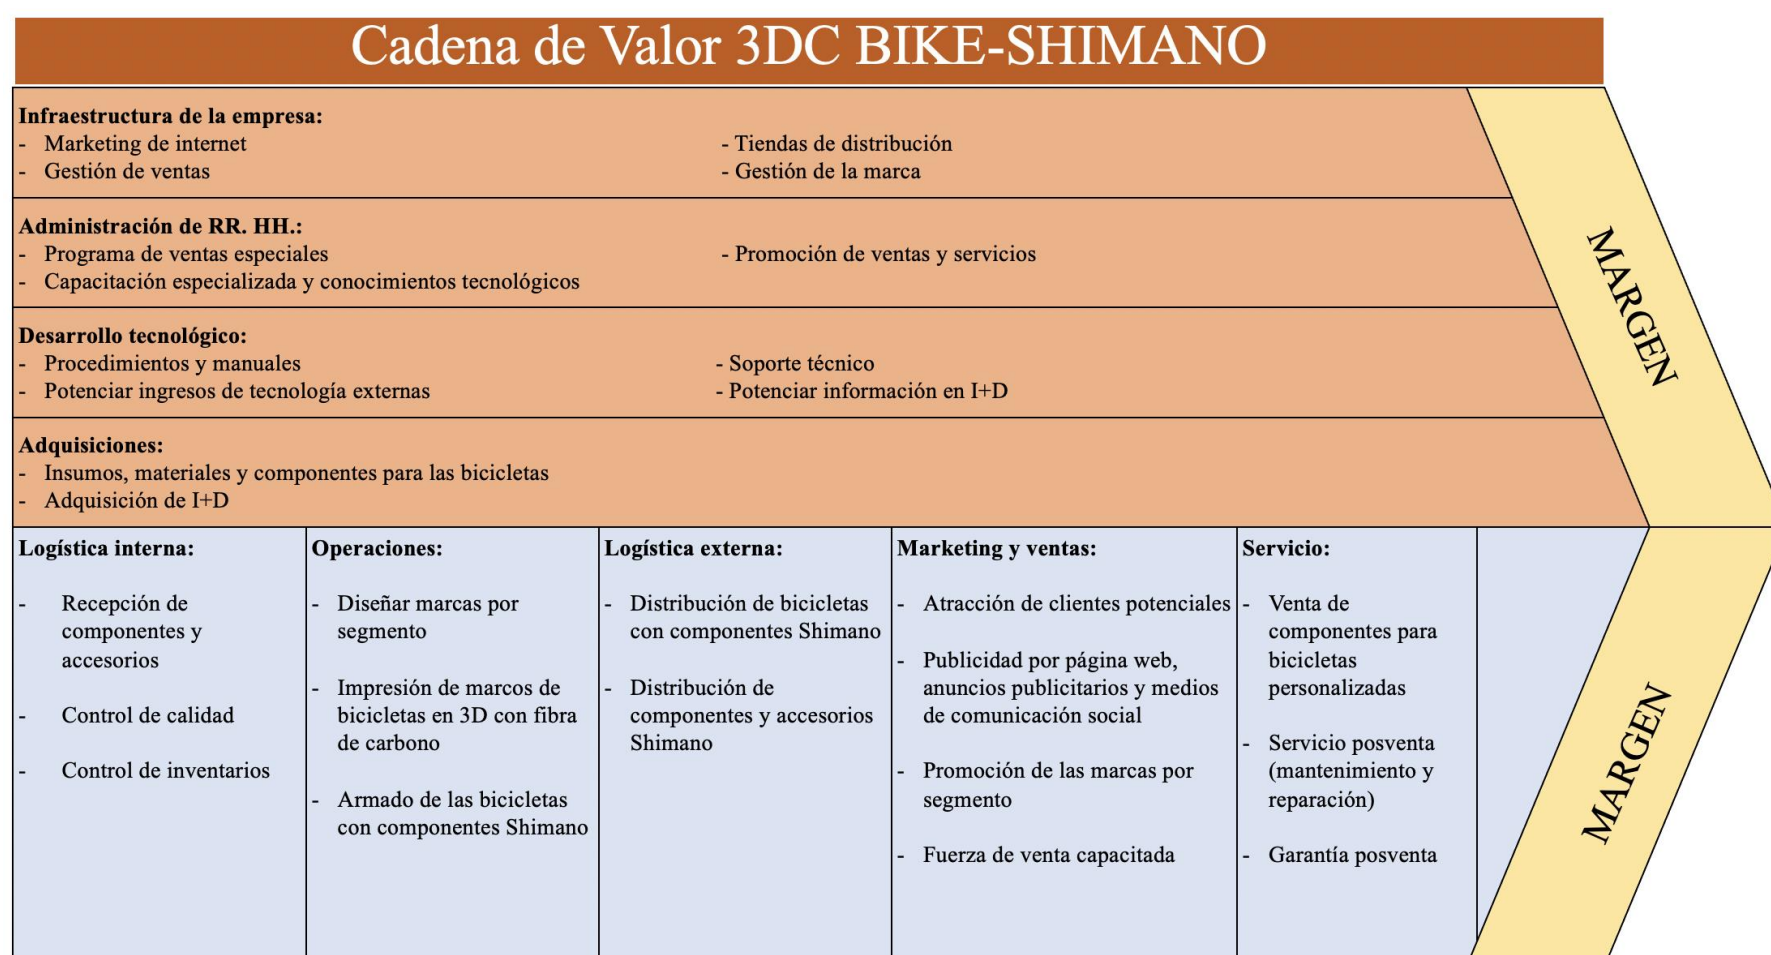 Cadena de Valor 3DC BIKE-SHIMANO
Infraestructura de la empresa:
- Marketing de internet
- Gestión de ventas
- Tiendas de distribución
- Gestión de la marca
Administración de RR. HH.:
- Programa de ventas especiales
- Capacitación especializada y conocimientos tecnológicos
- Promoción de ventas y servicios
Desarrollo tecnológico:
- Procedimientos y manuales
- Potenciar ingresos de tecnología externas
- Soporte técnico
- Potenciar información en I+D
Adquisiciones:
- Insumos, materiales y componentes para las bicicletas
- Adquisición de I+D
MARGEN
Logística interna:
- Recepción de
componentes y
accesorios
- Control de calidad
- Control de inventarios
Operaciones:
- Diseñar marcas por
segmento
- Impresión de marcos de
bicicletas en 3D con fibra
de carbono
- Armado de las bicicletas
con componentes Shimano
Logística externa:
- Distribución de bicicletas
con componentes Shimano
- Distribución de
componentes y accesorios
Shimano
Marketing y ventas:
- Atracción de clientes potenciales
- Publicidad por página web,
anuncios publicitarios y medios
de comunicación social
- Promoción de las marcas por
segmento
- Fuerza de venta capacitada
Servicio:
- Venta de
componentes para
bicicletas
personalizadas
- Servicio posventa
(mantenimiento y
reparación)
- Garantía posventa
MARGEN